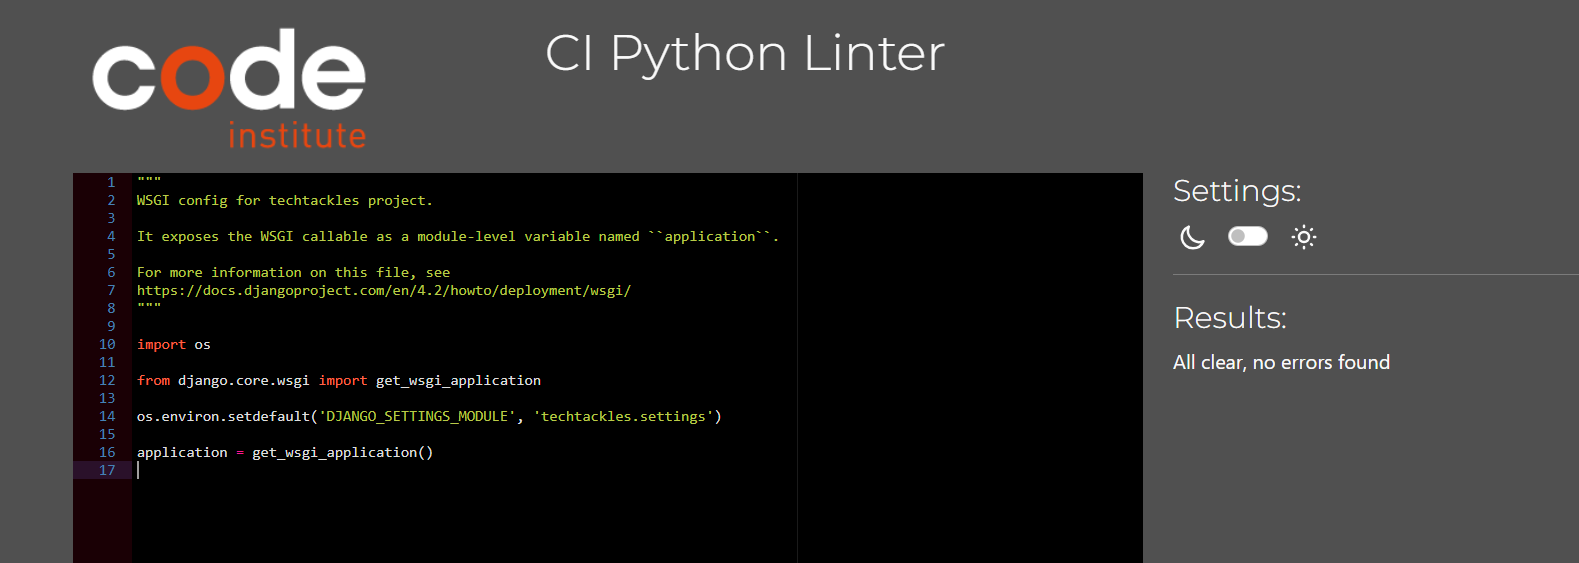 code
institute
CI Python Linter
1 """
2 WSGI config for techtackles project.
3
4 It exposes the WSGI callable as a module-level variable named ``application``.
5
6 For more information on this file, see
7 https://docs.djangoproject.com/en/4.2/howto/deployment/wsgi/
8 """
9
10 import os
11
12 from django.core.wsgi import get_wsgi_application
13
14 os.environ.setdefault('DJANGO_SETTINGS_MODULE', 'techtackles.settings')
15
16 application = get_wsgi_application()
17
Settings:
Results:
All clear, no errors found